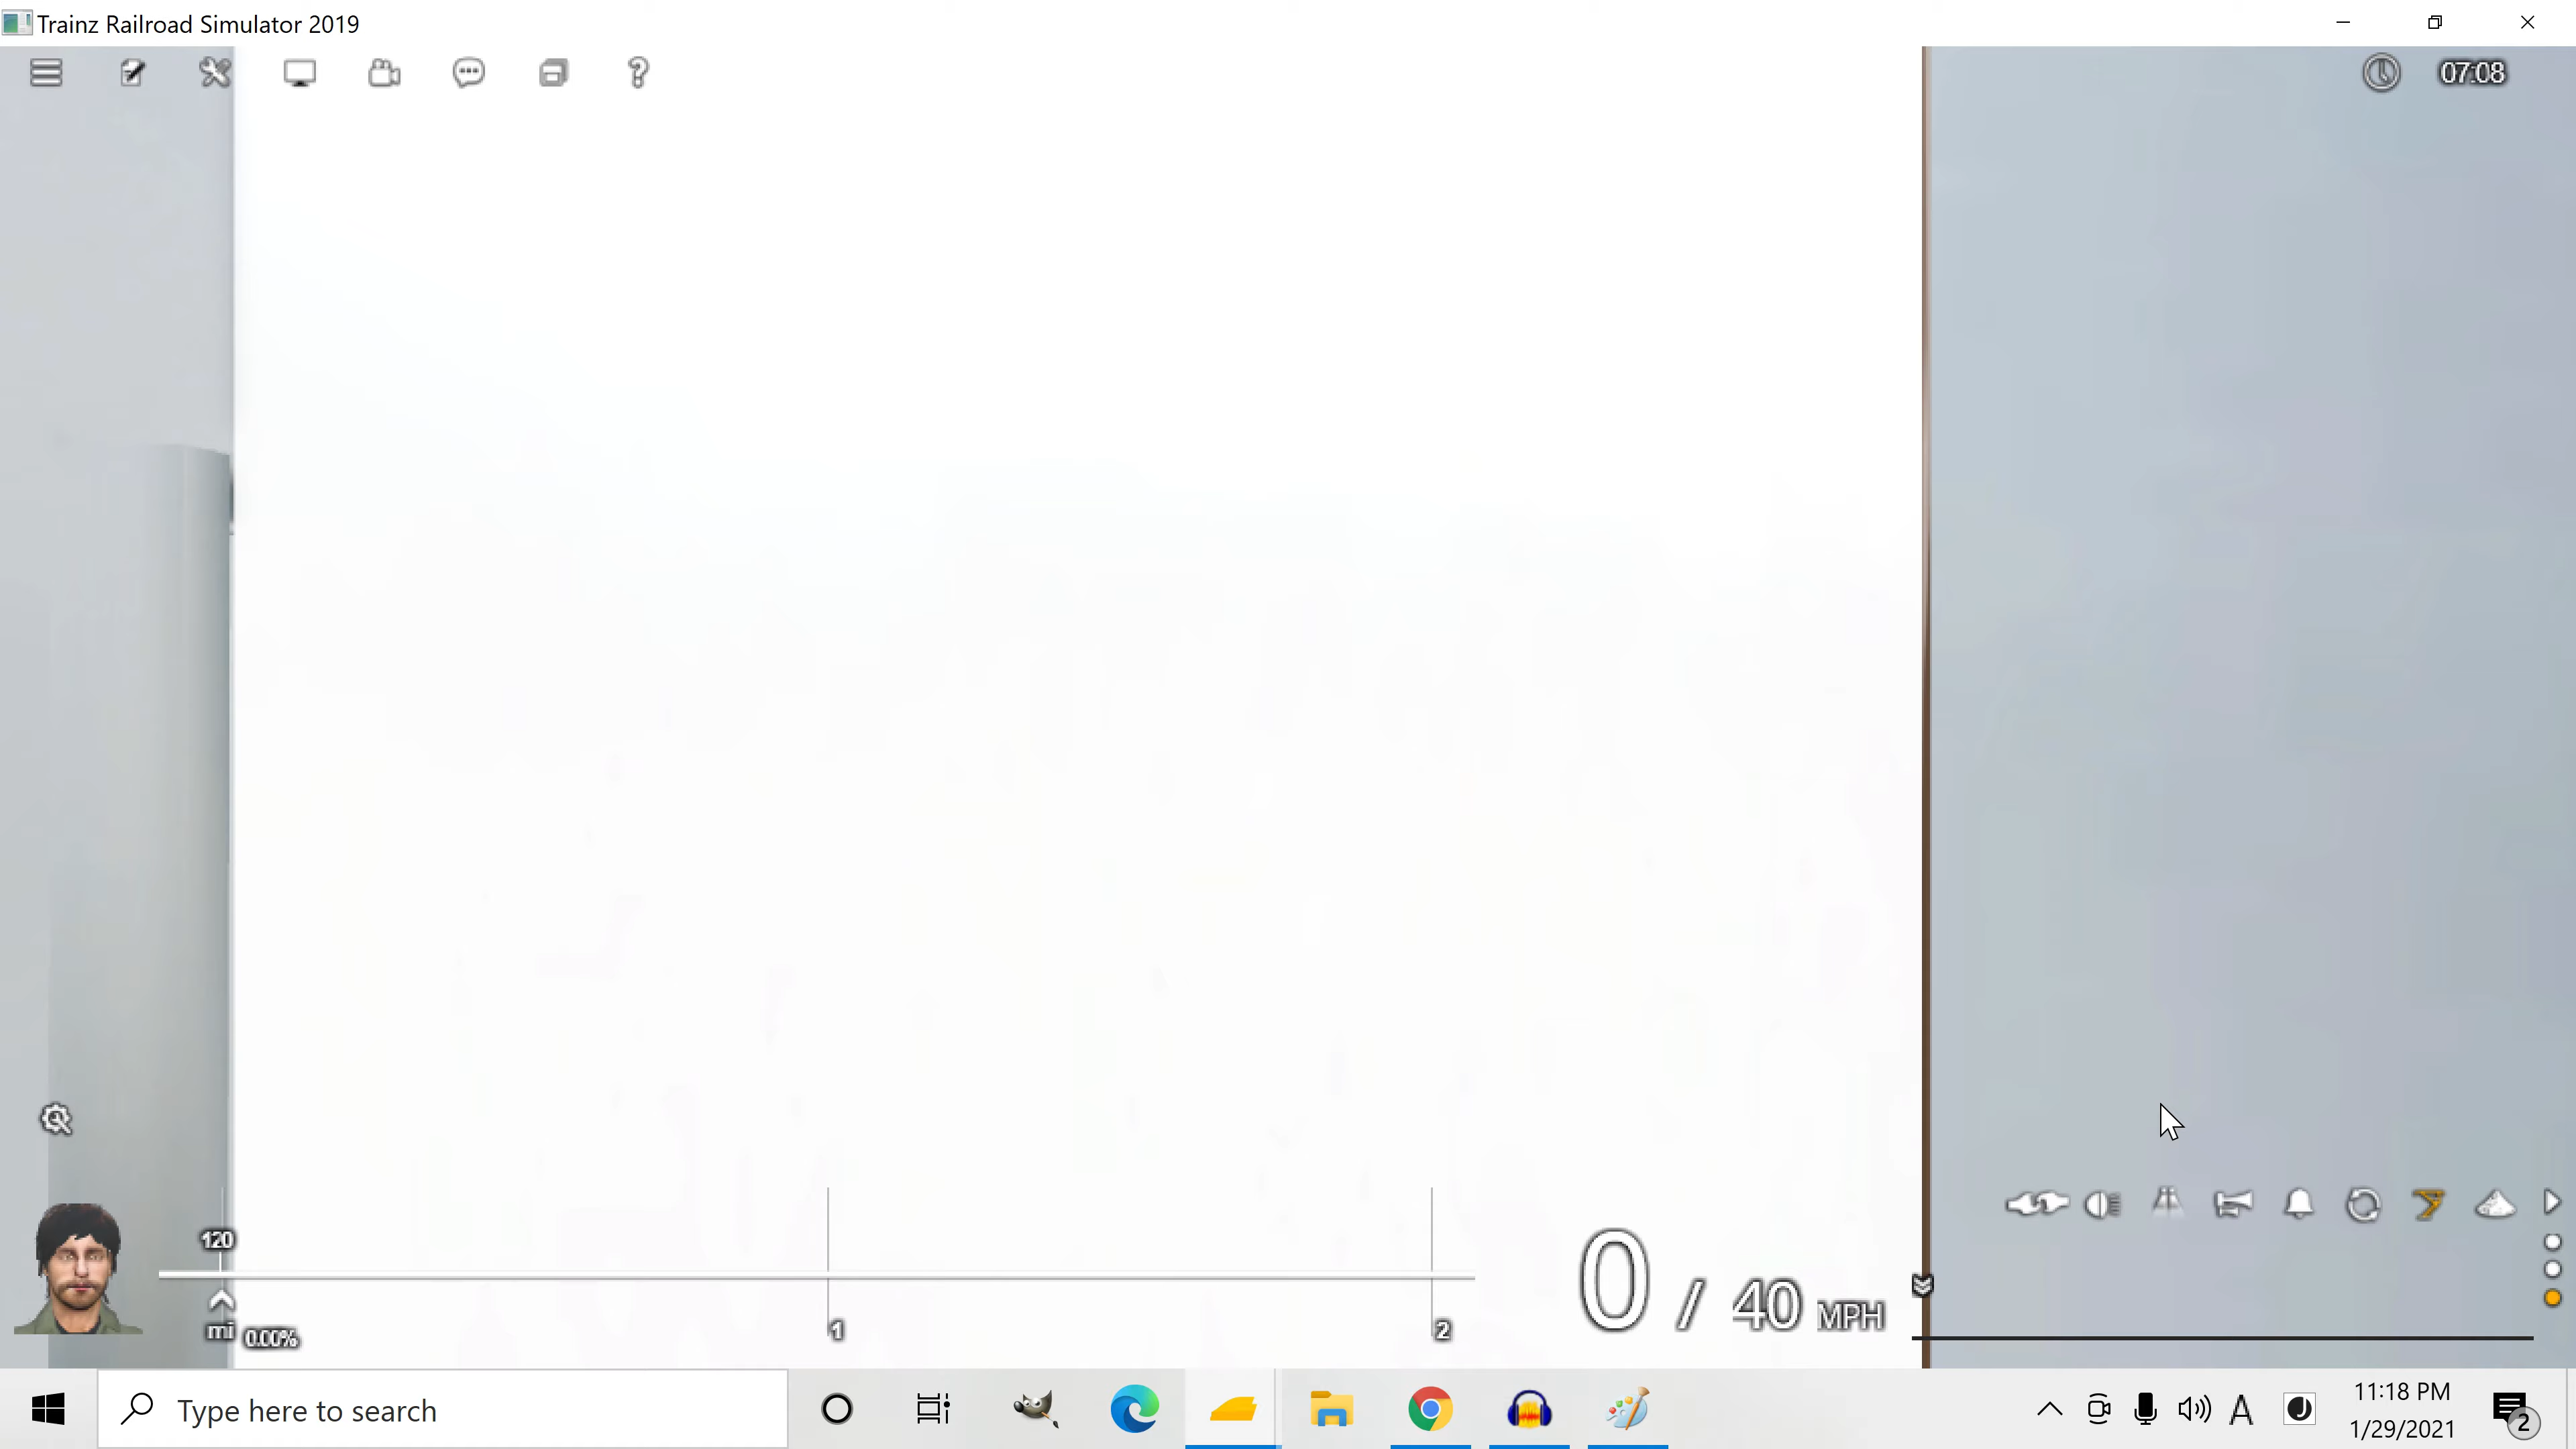 Trainz Railroad Simulator 2019
07:08
120
mi
0.00%
1
2
0 / 40 MPH
Type here to search
A
11:18 PM
1/29/2021
2